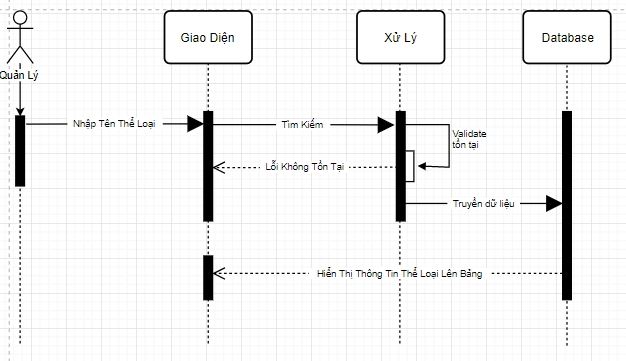 Giao Diện
Xử Lý
Database
Quản Lý
Nhập Tên Thể Loại
Tìm Kiếm
Validate
tồn tại
Lỗi Không Tồn Tại
Truyền dữ liệu
Hiển Thị Thông Tin Thể Loại Lên Bảng